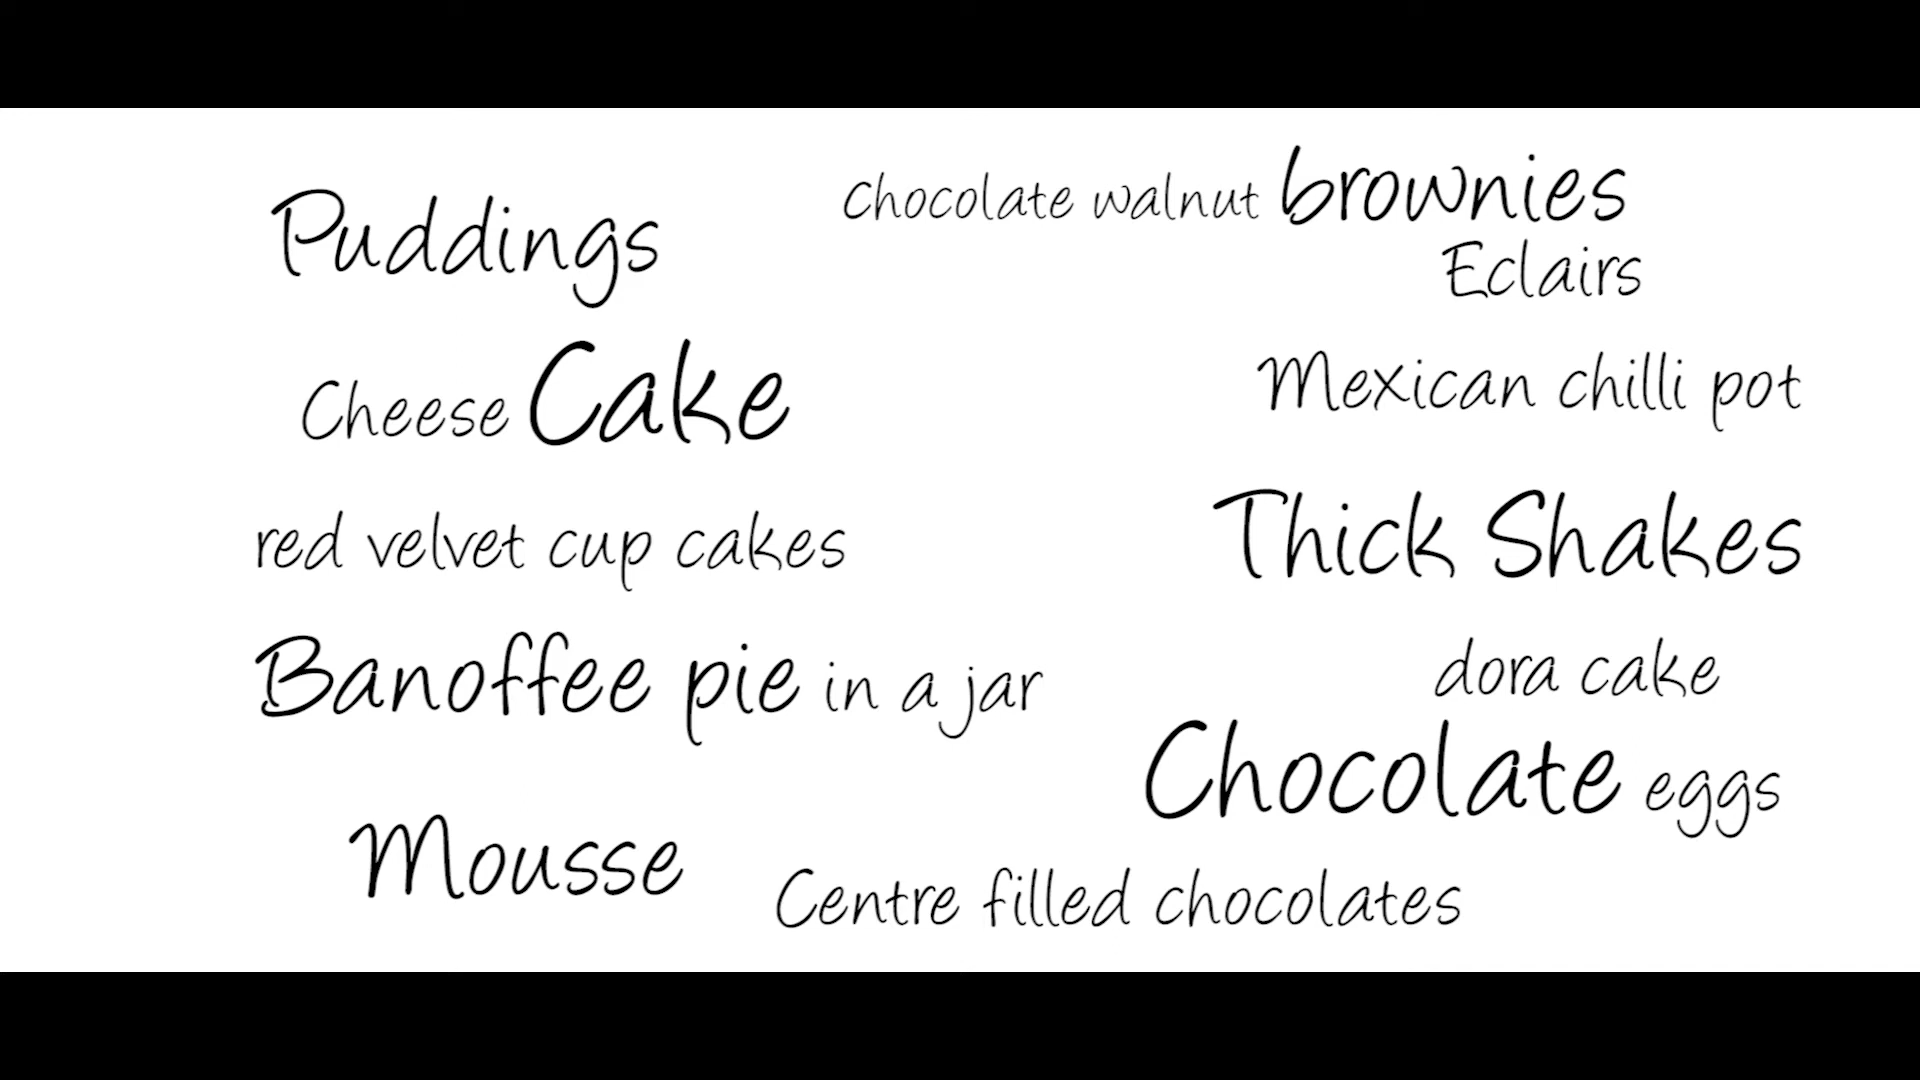 Puddings
Chocolate walnut brownies
Eclairs
Cheese Cake
Mexican chilli pot
red velvet cup cakes
Thick Shakes
Banoffee pie in a jar
dora cake
Chocolate eggs
Mousse
Centre filled chocolates